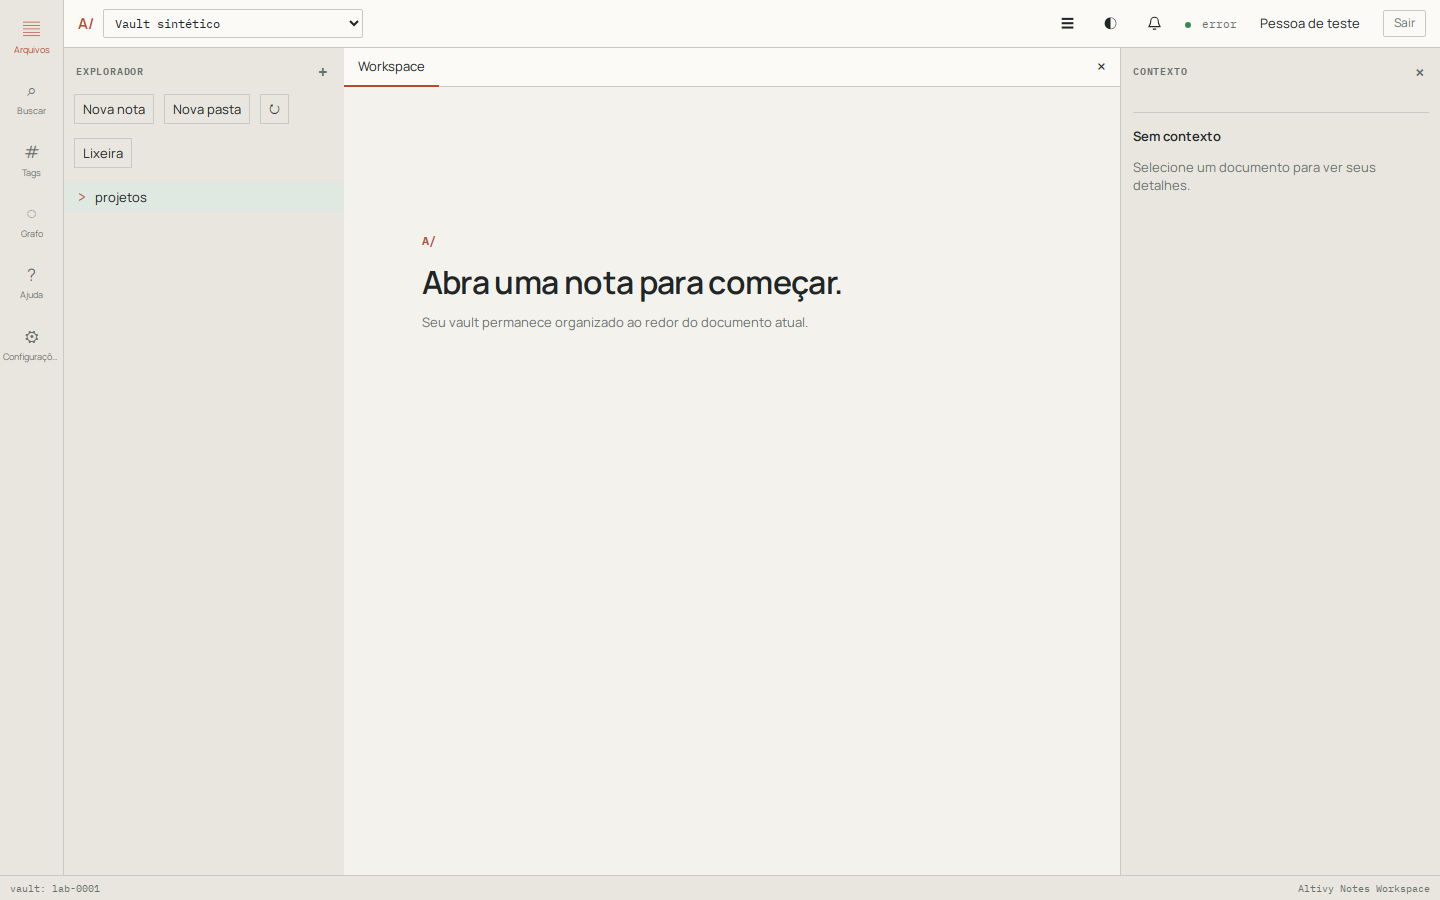 Arquivos
Buscar
# Tags
Grafo
? Ajuda
Configuraçõ…
A/ Vault sintético
error Pessoa de teste Sair
EXPLORADOR +
Nova nota Nova pasta
Lixeira
> projetos
Workspace ×
A/
Abra uma nota para começar.
Seu vault permanece organizado ao redor do documento atual.
CONTEXTO ×
Sem contexto
Selecione um documento para ver seus
detalhes.
vault: lab-0001
Altivy Notes Workspace